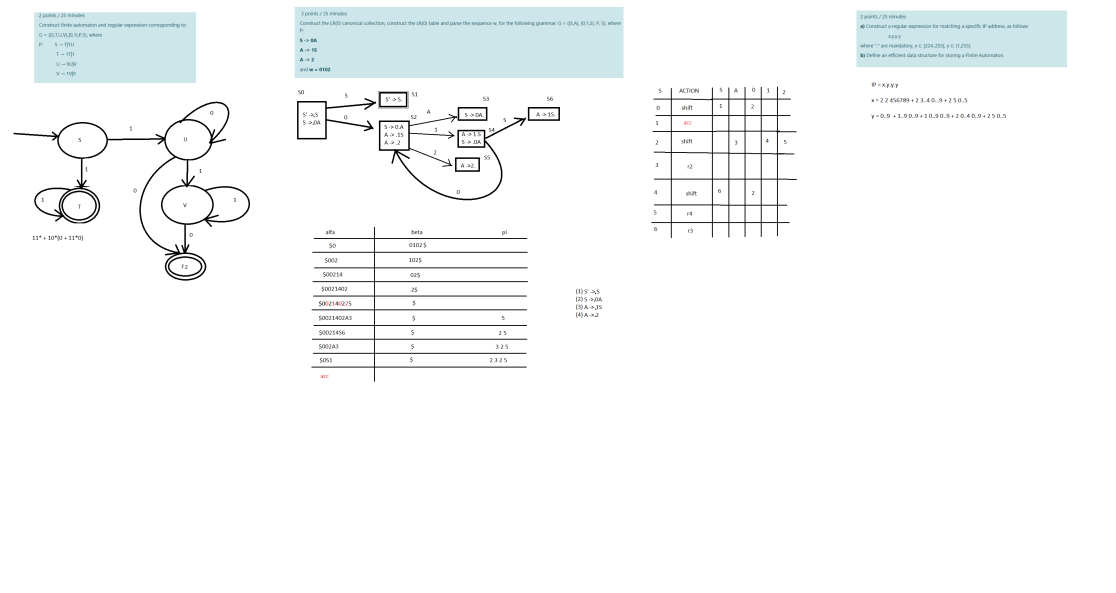 2 points / 25 minutes
Construct finite automaton and regular expression corresponding to:
G = ({S,T,U,V},{0,1},P,S), where
P: S → 1T|1U
T → 1T|1
U → 0U|V
V → 1V|0
S
1
U
0
1
T
1
0
1
V
1
0
F2
11* + 10*(0 + 11*0)
3 points / 35 minutes
Construct the LR(0) canonical collection, construct the LR(0) table and parse the sequence w, for the following grammar: G = ({S,A}, {0,1,2}, P, S), where
P:
S -> 0A
A -> 1S
A -> 2
and w = 0102
S0
S' ->.S
S ->.0A
S
0
S' -> S.
S1
S2
S -> 0.A
A -> .1S
A -> .2
A
1
2
S3
S -> 0A.
S4
A -> 1.S
S -> .0A
S5
A ->2.
S
S6
A -> 1S.
0
alfa beta pi
$0 0102$
$002 102$
$00214 02$
$0021402 2$
$002140225 $
$0021402A3 $ 5
$00214S6 $ 2 5
$002A3 $ 3 2 5
$0S1 $ 2 3 2 5
acc
(1) S' ->.S
(2) S ->.0A
(3) A ->.1S
(4) A ->.2
S ACTION S A 0 1 2
0 shift 1 2
1 acc
2 shift 3 4 5
3 r2
4 shift 6 2
5 r4
6 r3
2 points / 25 minutes
a) Construct a regular expression for matching a specific IP address, as follows
x.y.y.y
where "." are mandatory, x ∈ [224..255], y ∈ [1.255].
b) Define an efficient data structure for storing a Finite Automaton.
IP = x.y.y.y
x = 2 2 456789 + 2 3..4 0...9 + 2 5 0..5
y = 0..9 + 1..9 0..9 + 1 0..9 0..9 + 2 0..4 0..9 + 2 5 0..5